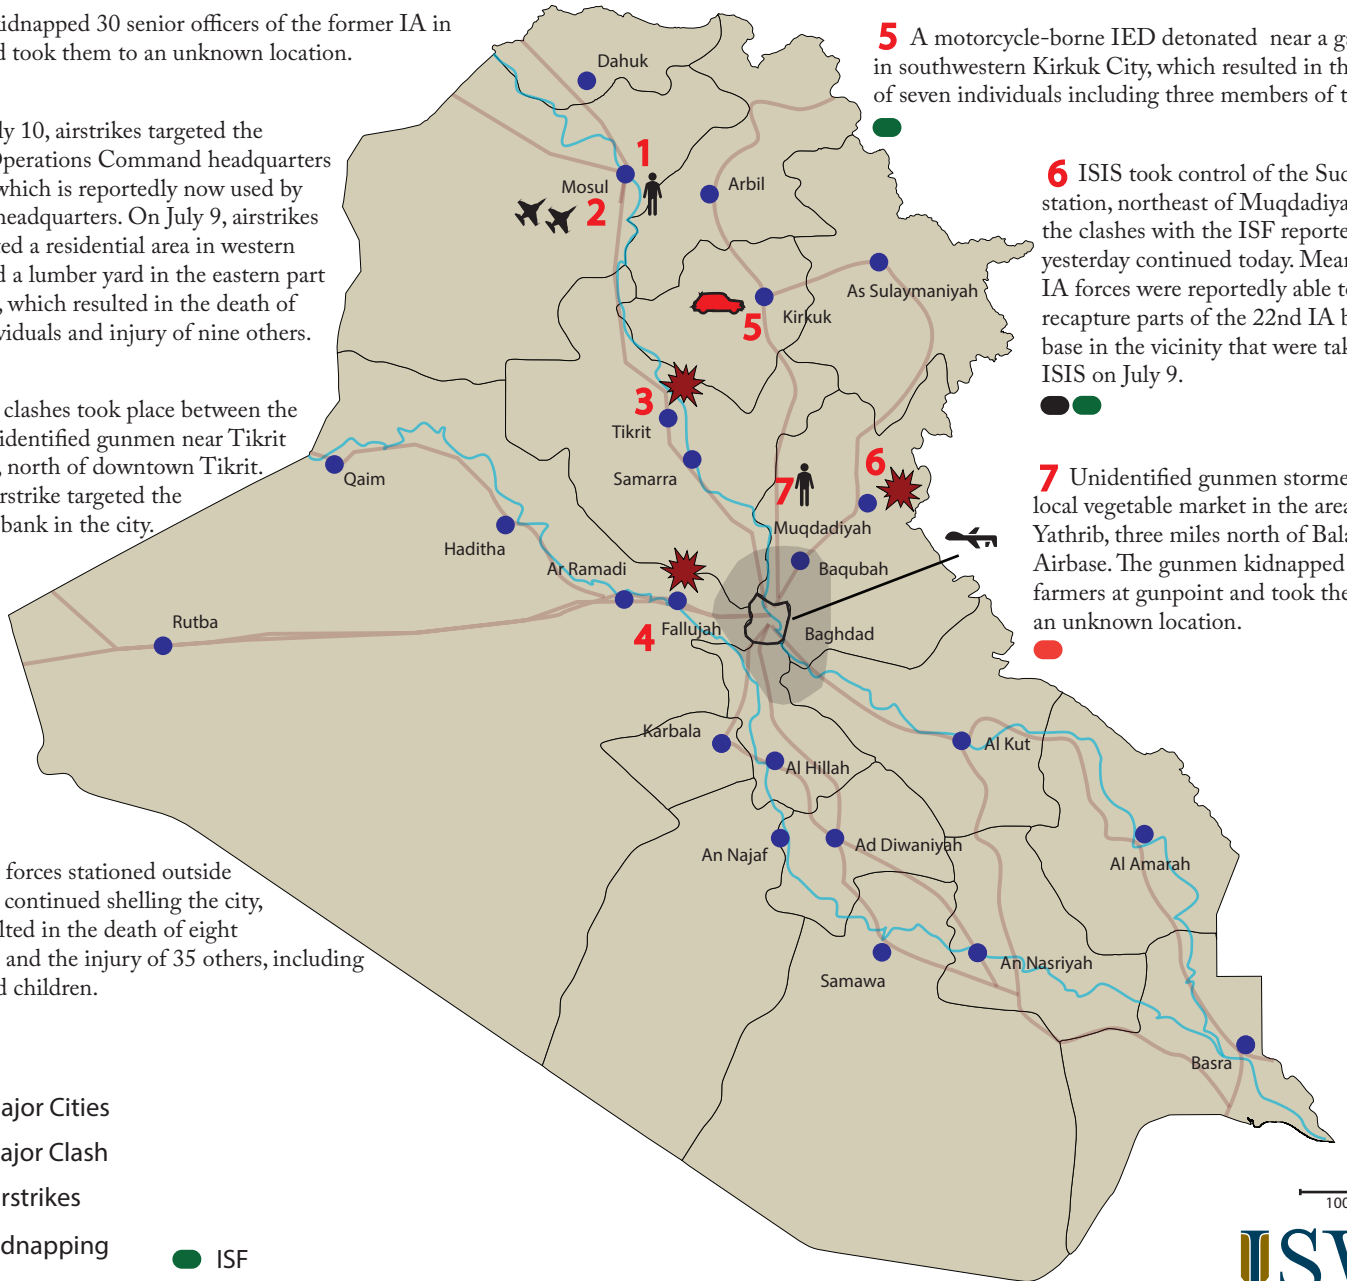 kidnapped 30 senior officers of the former IA in
took them to an unknown location.
ly 10, airstrikes targeted the
Operations Command headquarters
which is reportedly now used by
headquarters. On July 9, airstrikes
ted a residential area in western
d a lumber yard in the eastern part
, which resulted in the death of
viduals and injury of nine others.
clashes took place between the
identified gunmen near Tikrit
, north of downtown Tikrit.
rstrike targeted the
bank in the city.
forces stationed outside
continued shelling the city,
lted in the death of eight
and the injury of 35 others, including
d children.
ajor Cities
ajor Clash
rstrikes
dnapping
ISF
Dahuk
1
Mosul
2
Arbil
As Sulaymaniyah
Kirkuk
5
3
Tikrit
Samarra
Qaim
Haditha
7
6
Muqdadiyah
Baqubah
Ar Ramadi
Fallujah
4
Baghdad
Rutba
Karbala
Al Hillah
Al Kut
An Najaf
Ad Diwaniyah
Al Amarah
Samawa
An Nasriyah
Basra
5 A motorcycle-borne IED detonated near a g
in southwestern Kirkuk City, which resulted in th
of seven individuals including three members of t
6 ISIS took control of the Suc
station, northeast of Muqdadiya
the clashes with the ISF reporte
yesterday continued today. Mean
IA forces were reportedly able to
recapture parts of the 22nd IA b
base in the vicinity that were tak
ISIS on July 9.
7 Unidentified gunmen storme
local vegetable market in the area
Yathrib, three miles north of Bala
Airbase. The gunmen kidnapped
farmers at gunpoint and took the
an unknown location.
100
ISW